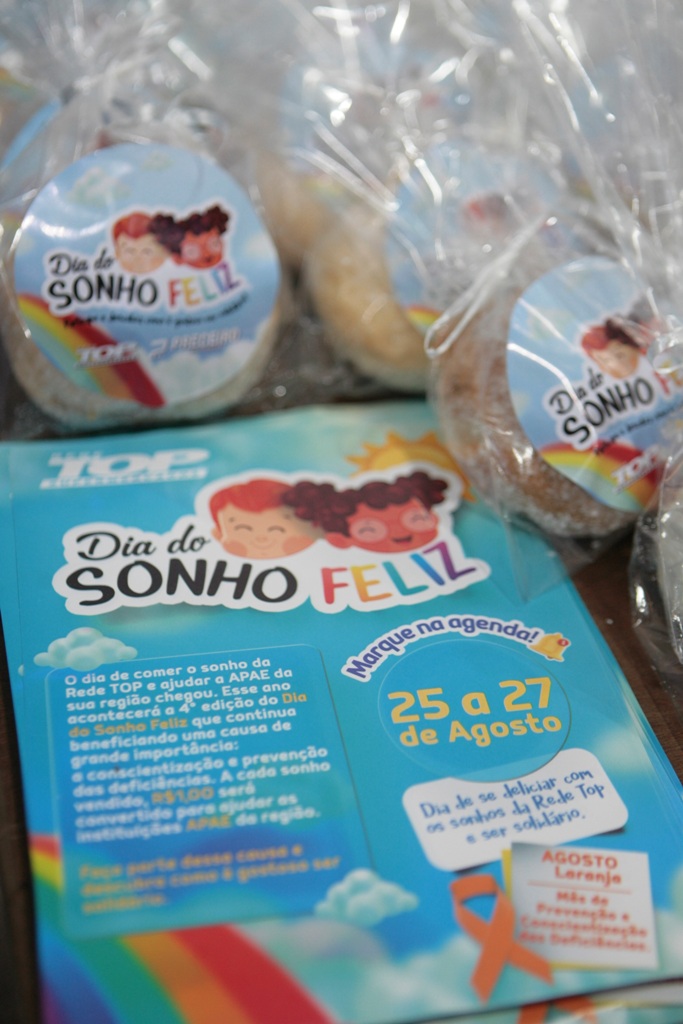 Dia do
SONHO FELIZ
TOP PARCEIRO
Dia do
SONHO FE
TOP
TOP
Dia do
SONHO FELIZ
O dia de comer o sonho da
Rede TOP e ajudar a APAE da
sua região chegou. Esse ano
acontecerá a 4ª edição do Dia
do Sonho Feliz que continua
beneficiando uma causa de
grande importância:
a conscientização e prevenção
das deficiências. A cada sonho
vendido, R$1,00 será
convertido para ajudar as
instituições APAE da região.
Faça parte dessa causa e
descubra como é gostoso ser
solidário.
Marque na agenda!
25 a 27
de Agosto
Dia de se deliciar com
os sonhos da Rede Top
e ser solidário.
AGOSTO
Laranja
Mês de
Prevenção e
Conscientização
das Deficiências.